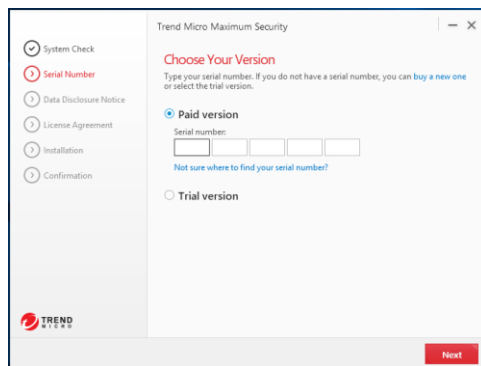 Trend Micro Maximum Security
System Check
Serial Number
Data Disclosure Notice
License Agreement
Installation
Confirmation
Choose Your Version
Type your serial number. If you do not have a serial number, you can buy a new one
or select the trial version.
Paid version
Serial number:
Not sure where to find your serial number?
Trial version
TREND
MICRO
Next